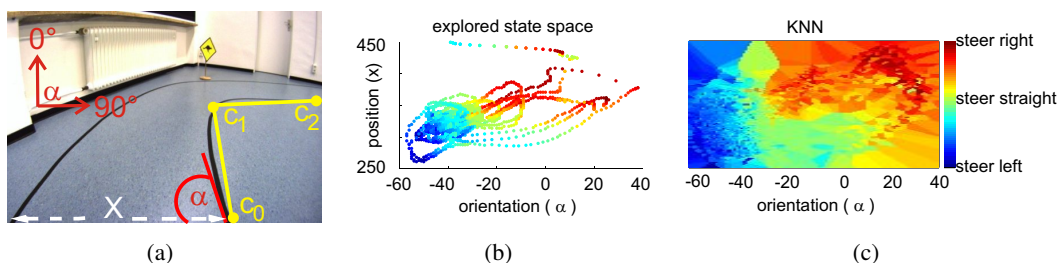 0°
α
90°
c1
c2
α
X
c0
(a)
explored state space
position (x)
450
250
-60 -40 -20 0 20 40
orientation ( α )
(b)
KNN
steer right
steer straight
steer left
-60 -40 -20 0 20 40
orientation ( α )
(c)